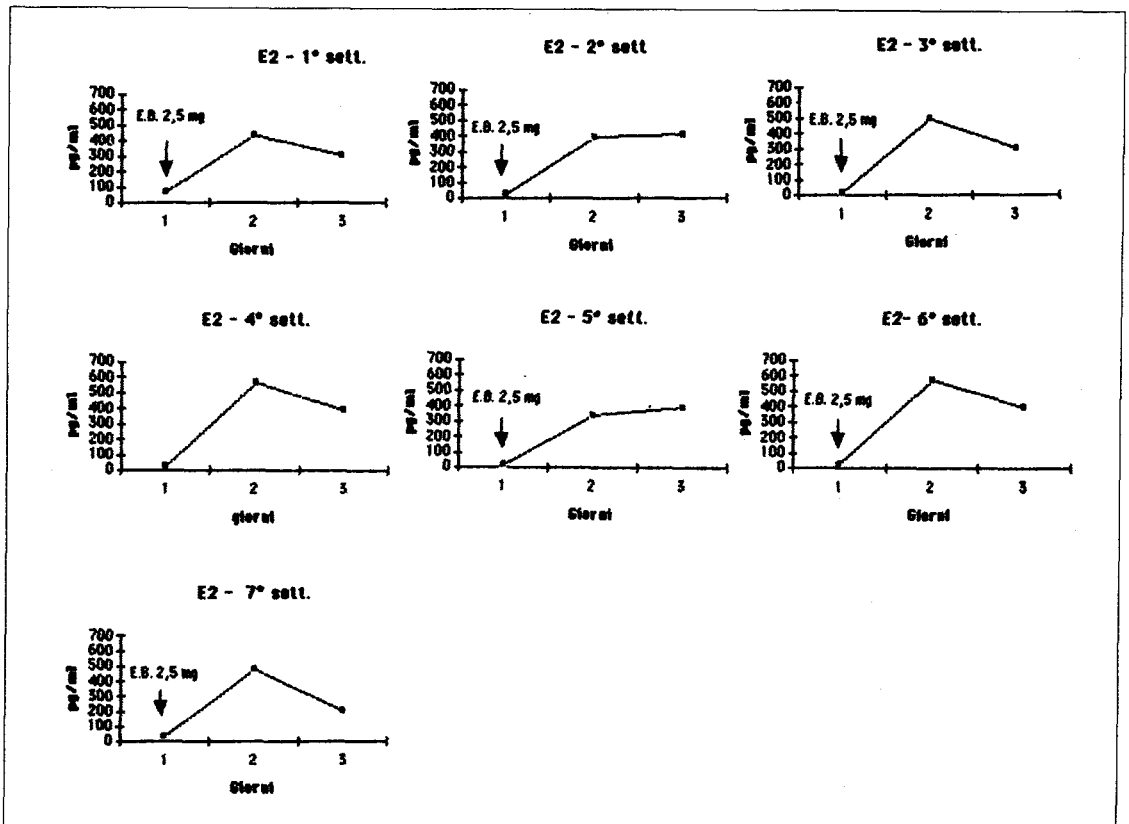 E2 - 1° sett.
pg/ml
700
600
500
400
300
200
100
0
E.B. 2,5 mg
1 2 3
Giorni
E2 - 2° sett
pg/ml
700
600
500
400
300
200
100
0
E.B. 2,5 mg
1 2 3
Giorni
E2 - 3° sett.
pg/ml
700
600
500
400
300
200
100
0
E.B. 2,5 mg
1 2 3
Giorni
E2 - 4° sett.
pg/ml
700
600
500
400
300
200
100
0
1 2 3
giorni
E2 - 5° sett.
pg/ml
700
600
500
400
300
200
100
0
E.B. 2,5 mg
1 2 3
Giorni
E2- 6° sett.
pg/ml
700
600
500
400
300
200
100
0
E.B. 2,5 mg
1 2 3
Giorni
E2 - 7° sett.
pg/ml
700
600
500
400
300
200
100
0
E.B. 2,5 mg
1 2 3
Giorni